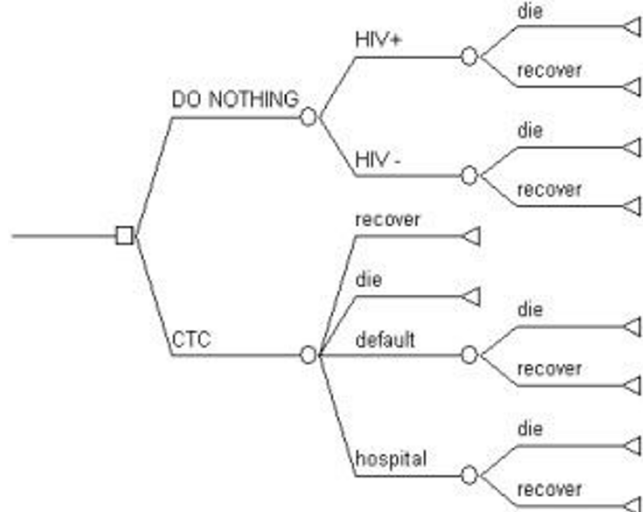 die
HIV+
recover
DO NOTHING
die
HIV -
recover
recover
die
die
CTC
default
recover
die
hospital
recover